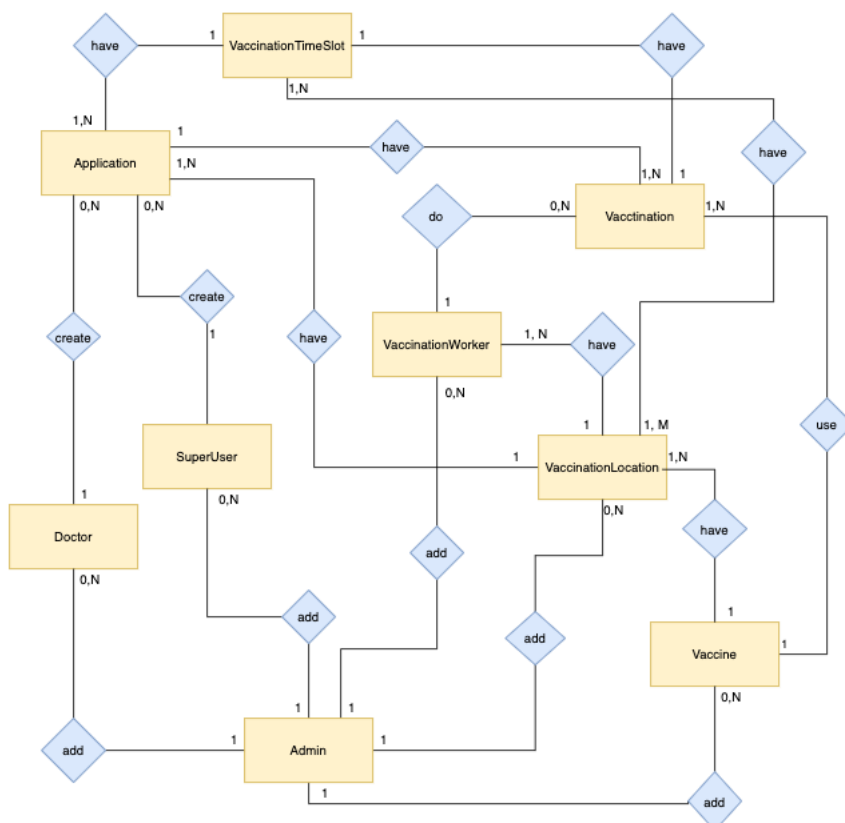 have
1
VaccinationTimeSlot
1
have
1,N
1,N
1
Application
1,N
have
1,N
1
have
0,N
0,N
Vacctination
0,N
1,N
do
create
1
1
create
have
VaccinationWorker
1, N
have
0,N
1
1, M
use
SuperUser
1
VaccinationLocation
1,N
0,N
0,N
1
Doctor
0,N
add
have
add
add
1
Vaccine
1
0,N
1
1
add
1
Admin
1
1
add